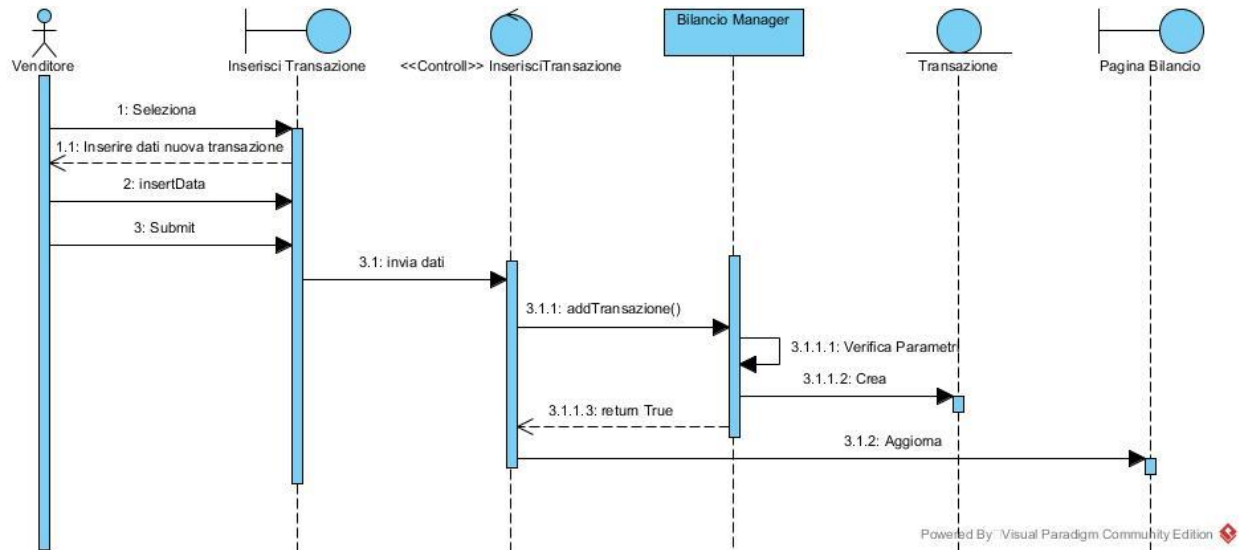 Bilancio Manager
Venditore
Inserisci Transazione
<<Controll>> InserisciTransazione
Transazione
Pagina Bilancio
1: Seleziona
1.1: Inserire dati nuova transazione
2: insertData
3: Submit
3.1: invia dati
3.1.1: addTransazione()
3.1.1.1: Verifica Parametri
3.1.1.2: Crea
3.1.1.3: return True
3.1.2: Aggiorna
Powered By Visual Paradigm Community Edition